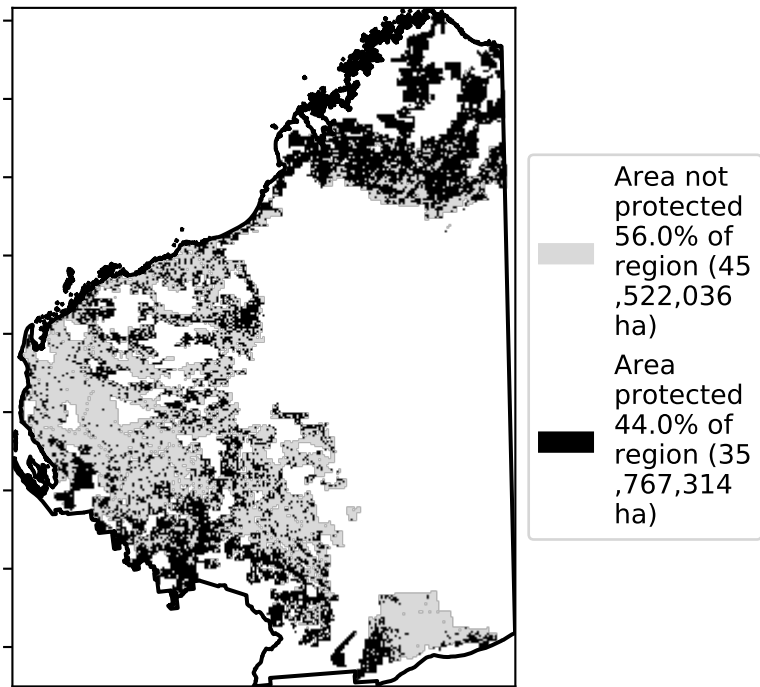 Area not
protected
56.0% of
region (45
,522,036
ha)
Area
protected
44.0% of
region (35
,767,314
ha)